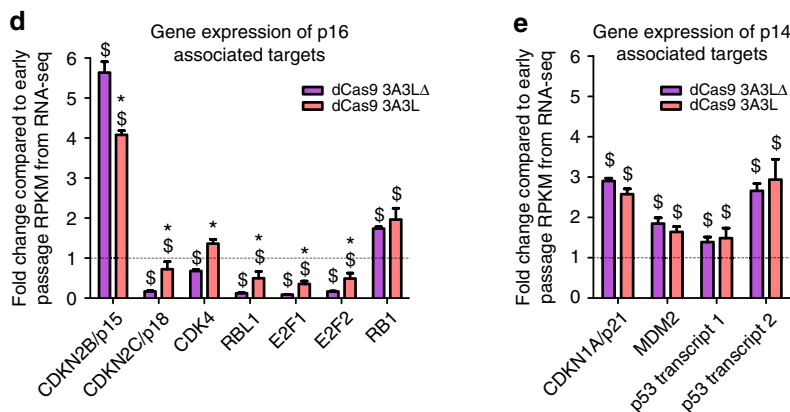 d
Gene expression of p16
associated targets
dCas9 3A3LΔ
dCas9 3A3L
Fold change compared to early
passage RPKM from RNA-seq
6
5
4
3
2
1
1
0
$
*
$
$
*
$
$
*
$
*
$
$
*
$
$
*
$
$
$
CDKN2B/p15
CDKN2C/p18
CDK4
RBL1
E2F1
E2F2
RB1
e
Gene expression of p14
associated targets
dCas9 3A3LΔ
dCas9 3A3L
Fold change compared to early
passage RPKM from RNA-seq
6
5
4
3
2
1
1
0
$ $
$ $
$ $
$ $
CDKN1A/p21
MDM2
p53 transcript 1
p53 transcript 2